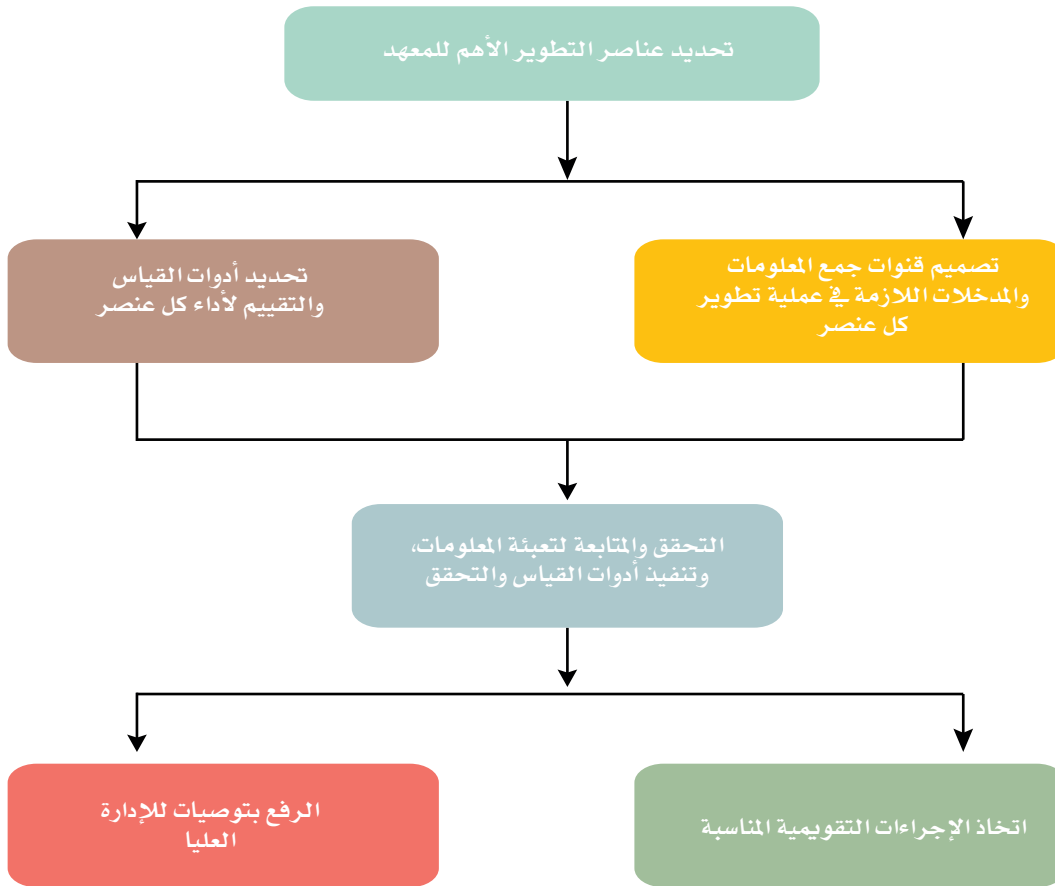 تحديد عناصر التطوير الأهم للمعهد
تصميم قنوات جمع المعلومات
والمدخلات اللازمة في عملية تطوير
كل عنصر
تحديد أدوات القياس
والتقييم لأداء كل عنصر
التحقق والمتابعة لتعبئة المعلومات،
وتنفيذ أدوات القياس والتحقق
اتخاذ الإجراءات التقويمية المناسبة
الرفع بتوصيات للإدارة
العليا